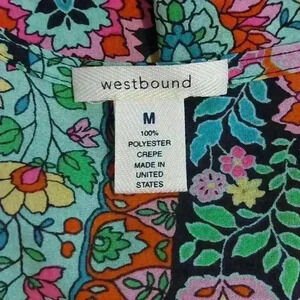 westbound
M
100%
POLYESTER
CREPE
MADE IN
UNITED
STATES